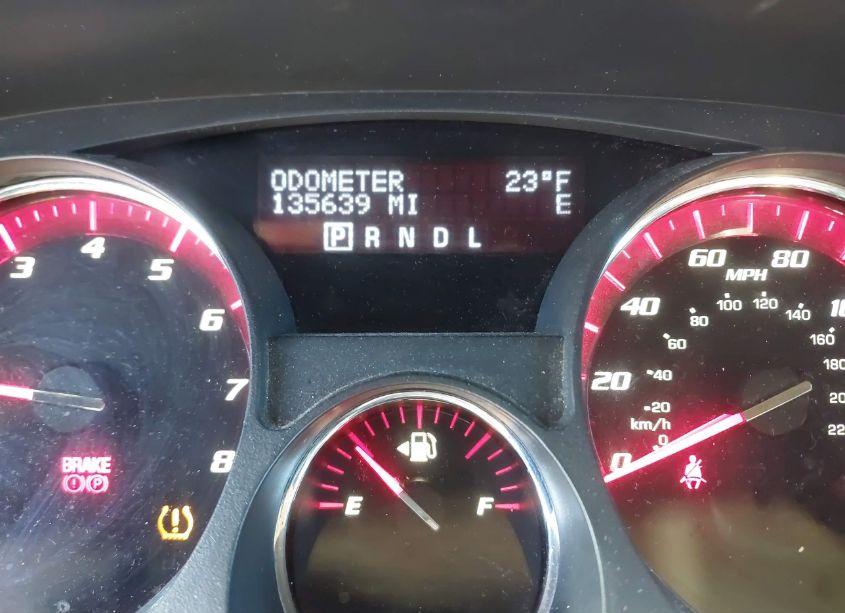 ODOMETER 23°F
135639 MI E
P R N D L
3 4 5 6 7 8
BRAKE
(!) (P)
(!)
E F
0 20 40 60 80
MPH
0 20 40 60 80 100 120 140 160
km/h